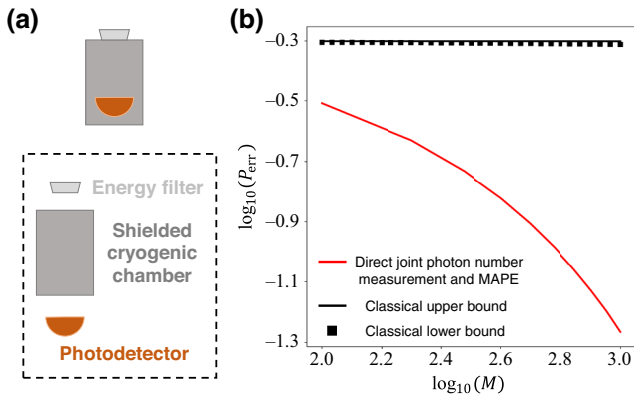 (a)
Energy filter
Shielded
cryogenic
chamber
Photodetector
(b)
log₁₀(P_err)
−0.3
−0.5
−0.7
−0.9
−1.1
−1.3
Direct joint photon number
measurement and MAPE
Classical upper bound
Classical lower bound
2.0 2.2 2.4 2.6 2.8 3.0
log₁₀(M)